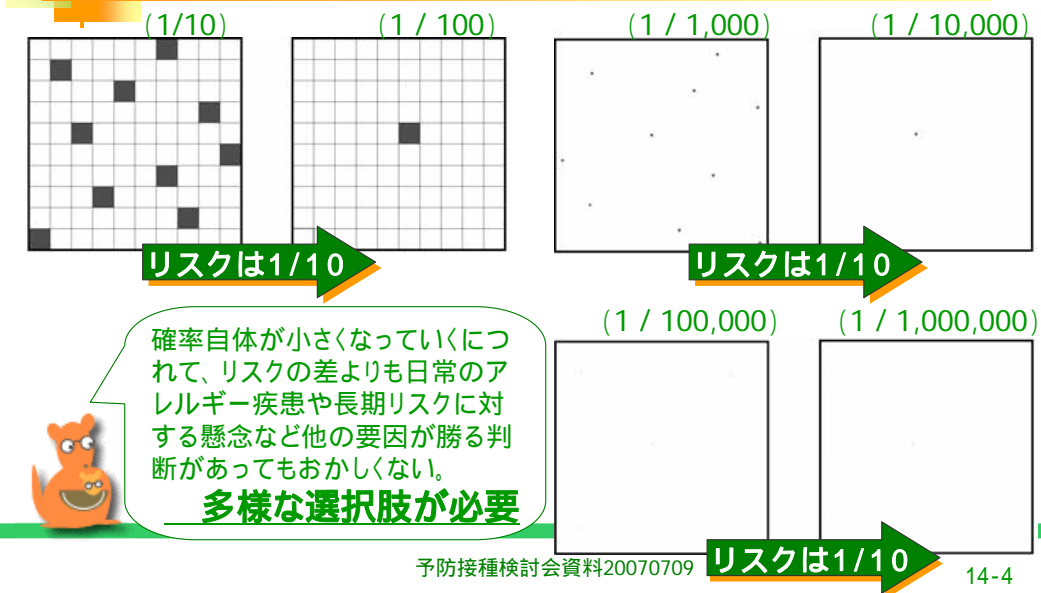 (1/10)
(1 / 100)
(1 / 1,000)
(1 / 10,000)
リスクは1/10
リスクは1/10
(1 / 100,000)
(1 / 1,000,000)
確率自体が小さくなっていくにつ
れて、リスクの差よりも日常のア
レルギー疾患や長期リスクに対
する懸念など他の要因が勝る判
断があってもおかしくない。
多様な選択肢が必要
リスクは1/10
予防接種検討会資料20070709
14-4